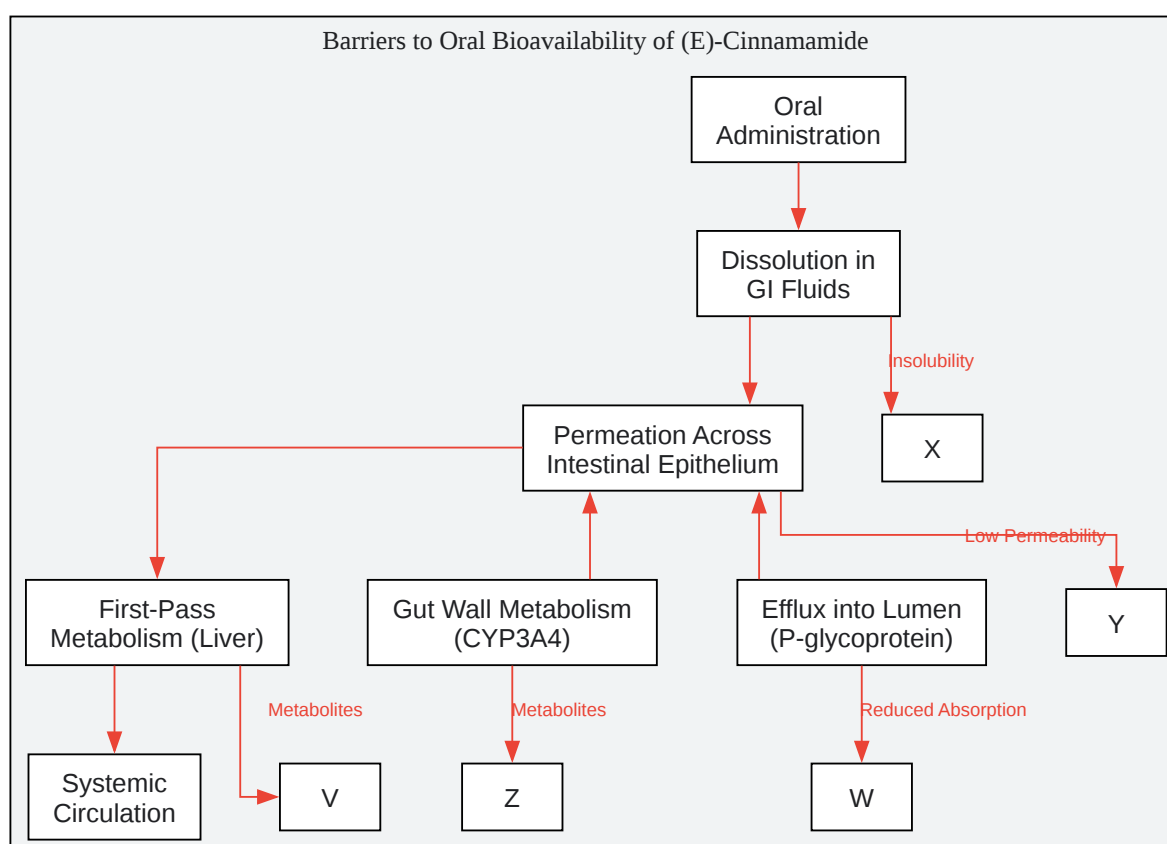 Barriers to Oral Bioavailability of (E)-Cinnamamide
Oral
Administration
Dissolution in
GI Fluids
Insolubility
Permeation Across
Intestinal Epithelium
X
Low Permeability
First-Pass
Metabolism (Liver)
Gut Wall Metabolism
(CYP3A4)
Efflux into Lumen
(P-glycoprotein)
Y
Metabolites
Metabolites
Reduced Absorption
Systemic
Circulation
V
Z
W